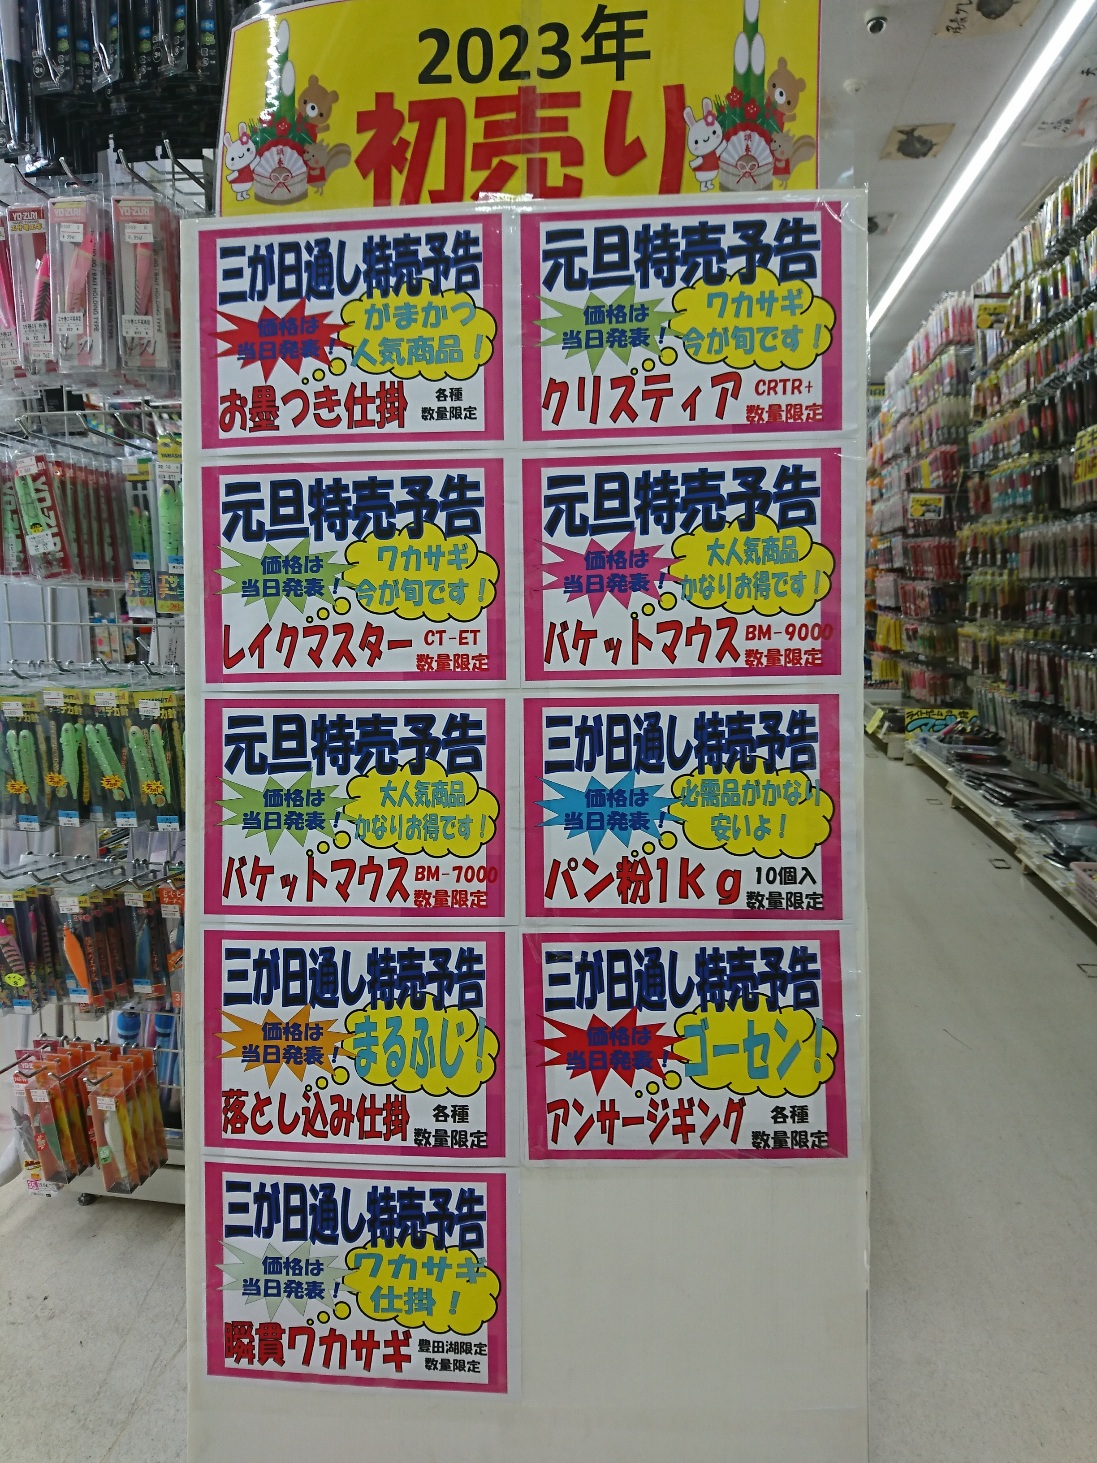 2023年
初売り
三が日通し特売予告
価格は
当日発表！
がまかつ
人気商品！
お墨つき仕掛
各種
数量限定
元旦特売予告
価格は
当日発表！
ワカサギ
今が旬です！
クリスティア
CRTR+
数量限定
元旦特売予告
価格は
当日発表！
ワカサギ
今が旬です！
レイクマスター
CT-ET
数量限定
元旦特売予告
価格は
当日発表！
大人気商品
かなりお得です！
バケットマウス
BM-9000
数量限定
元旦特売予告
価格は
当日発表！
大人気商品
かなりお得です！
バケットマウス
BM-7000
数量限定
三が日通し特売予告
価格は
当日発表！
必需品がかなり
安いよ！
パン粉1kg
10個入
数量限定
三が日通し特売予告
価格は
当日発表！
まるふじ！
落とし込み仕掛
各種
数量限定
三が日通し特売予告
価格は
当日発表！
ゴーセン！
アンサージギング
各種
数量限定
三が日通し特売予告
価格は
当日発表！
ワカサギ
仕掛！
瞬貫ワカサギ
豊田湖限定
数量限定
YO-ZURI
YO-ZURI
YO-ZURI